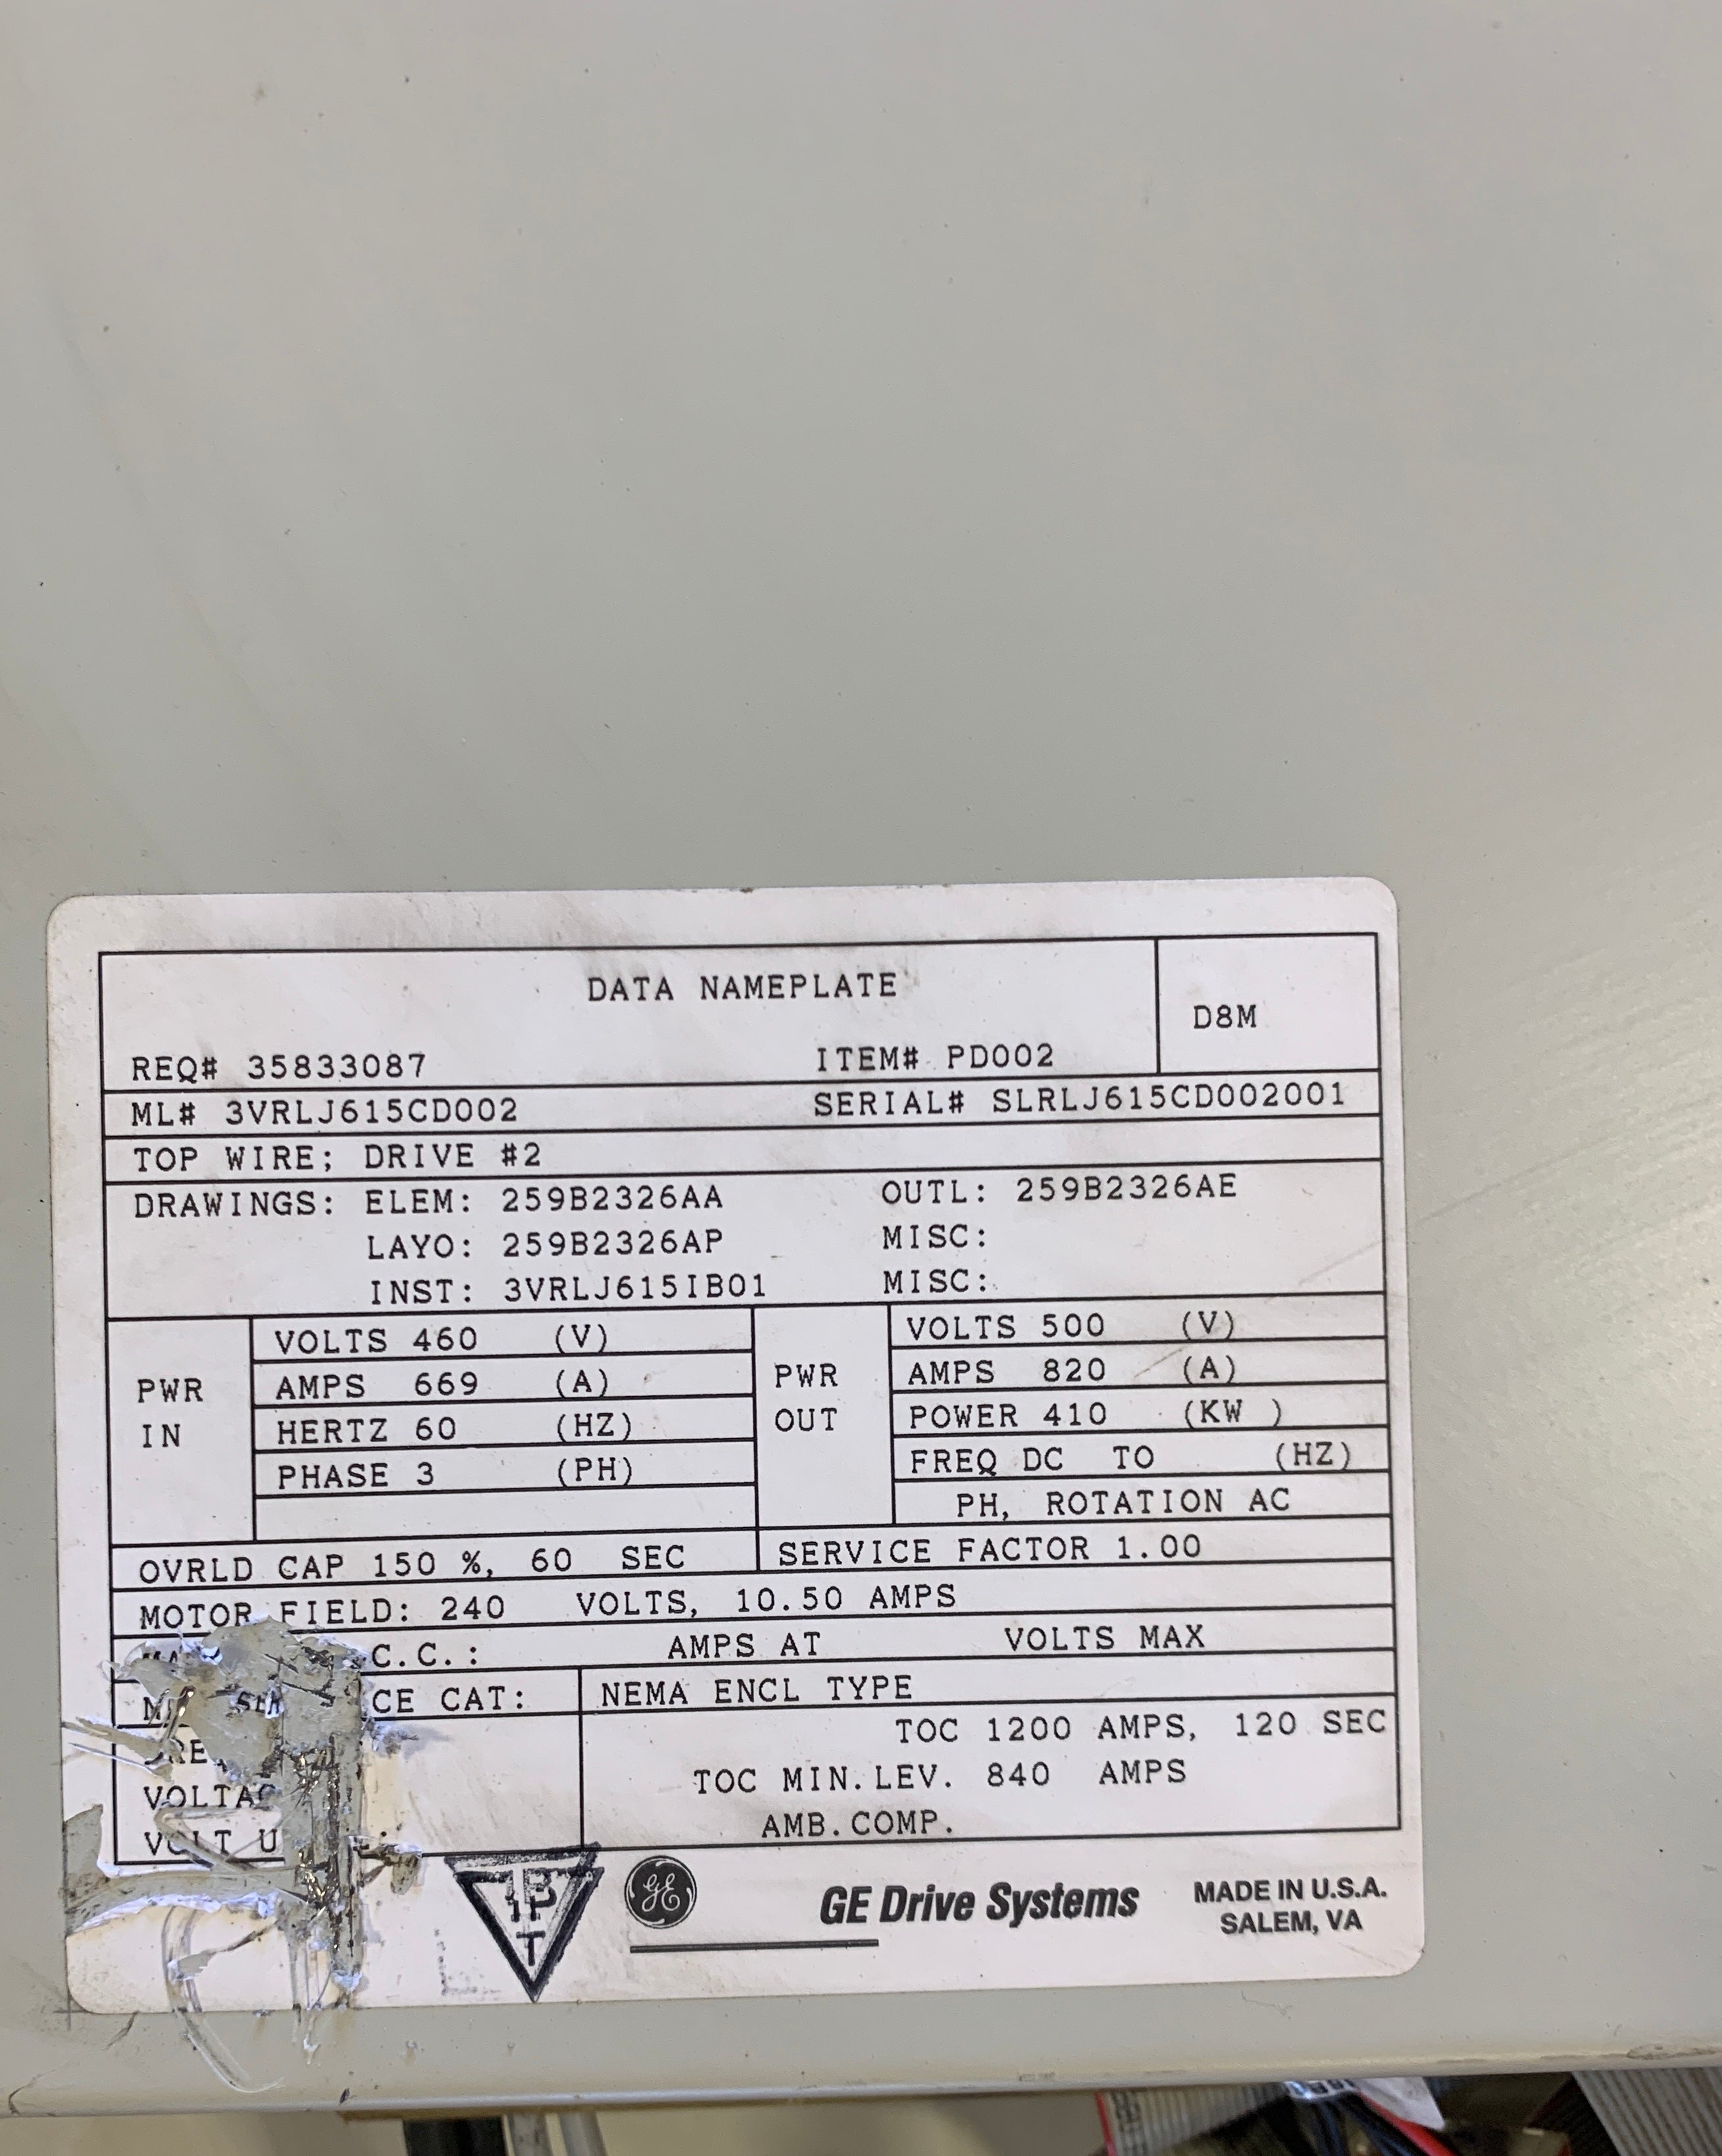 DATA NAMEPLATE
D8M
REQ# 35833087 ITEM# PD002
ML# 3VRLJ615CD002 SERIAL# SLRLJ615CD002001
TOP WIRE; DRIVE #2
DRAWINGS: ELEM: 259B2326AA OUTL: 259B2326AE
LAYO: 259B2326AP MISC:
INST: 3VRLJ615IB01 MISC:
PWR IN
VOLTS 460 (V)
AMPS 669 (A)
HERTZ 60 (HZ)
PHASE 3 (PH)
PWR OUT
VOLTS 500 (V)
AMPS 820 (A)
POWER 410 (KW )
FREQ DC TO (HZ)
PH, ROTATION AC
OVRLD CAP 150 %, 60 SEC SERVICE FACTOR 1.00
MOTOR FIELD: 240 VOLTS, 10.50 AMPS
C.C.: AMPS AT VOLTS MAX
CAT: NEMA ENCL TYPE
TOC 1200 AMPS, 120 SEC
TOC MIN.LEV. 840 AMPS
VOLT
AMB.COMP.
GE
GE Drive Systems
MADE IN U.S.A.
SALEM, VA